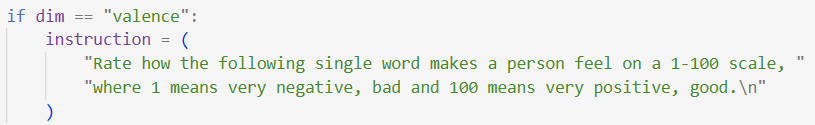 if dim == "valence":
    instruction = (
        "Rate how the following single word makes a person feel on a 1-100 scale, "
        "where 1 means very negative, bad and 100 means very positive, good.\n"
    )